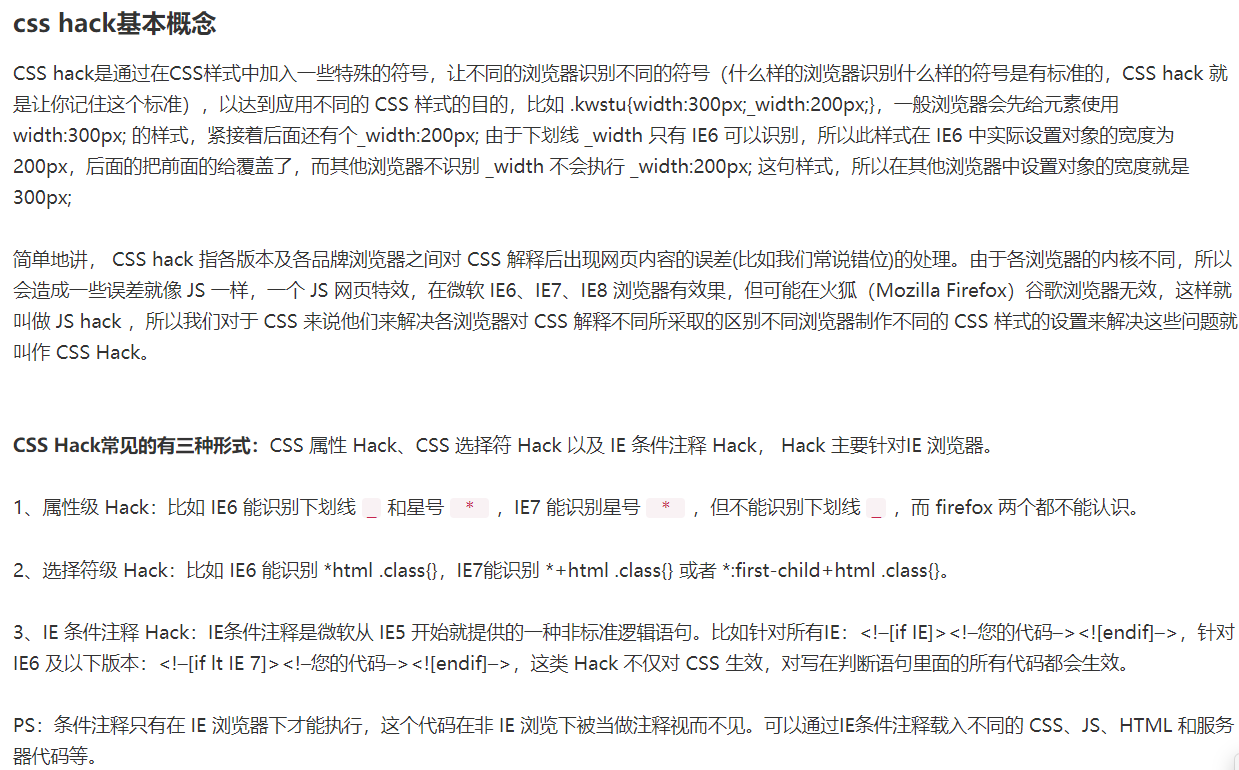 css hack基本概念
CSS hack是通过在CSS样式中加入一些特殊的符号，让不同的浏览器识别不同的符号（什么样的浏览器识别什么样的符号是有标准的，CSS hack 就
是让你记住这个标准），以达到应用不同的 CSS 样式的目的，比如 .kwstu{width:300px;_width:200px;}，一般浏览器会先给元素使用
width:300px; 的样式，紧接着后面还有个_width:200px; 由于下划线 _width 只有 IE6 可以识别，所以此样式在 IE6 中实际设置对象的宽度为
200px，后面的把前面的给覆盖了，而其他浏览器不识别 _width 不会执行 _width:200px; 这句样式，所以在其他浏览器中设置对象的宽度就是
300px;
简单地讲， CSS hack 指各版本及各品牌浏览器之间对 CSS 解释后出现网页内容的误差(比如我们常说错位)的处理。由于各浏览器的内核不同，所以
会造成一些误差就像 JS 一样，一个 JS 网页特效，在微软 IE6、IE7、IE8 浏览器有效果，但可能在火狐（Mozilla Firefox）谷歌浏览器无效，这样就
叫做 JS hack ，所以我们对于 CSS 来说他们来解决各浏览器对 CSS 解释不同所采取的区别不同浏览器制作不同的 CSS 样式的设置来解决这些问题就
叫作 CSS Hack。
CSS Hack常见的有三种形式：CSS 属性 Hack、CSS 选择符 Hack 以及 IE 条件注释 Hack， Hack 主要针对IE 浏览器。
1、属性级 Hack：比如 IE6 能识别下划线 _ 和星号 * ，IE7 能识别星号 * ，但不能识别下划线 _ ，而 firefox 两个都不能认识。
2、选择符级 Hack：比如 IE6 能识别 *html .class{}，IE7能识别 *+html .class{} 或者 *:first-child+html .class{}。
3、IE 条件注释 Hack：IE条件注释是微软从 IE5 开始就提供的一种非标准逻辑语句。比如针对所有IE：<!–[if IE]><!–您的代码–><![endif]–>，针对
IE6 及以下版本：<!–[if lt IE 7]><!–您的代码–><![endif]–>，这类 Hack 不仅对 CSS 生效，对写在判断语句里面的所有代码都会生效。
PS：条件注释只有在 IE 浏览器下才能执行，这个代码在非 IE 浏览下被当做注释视而不见。可以通过IE条件注释载入不同的 CSS、JS、HTML 和服务
器代码等。